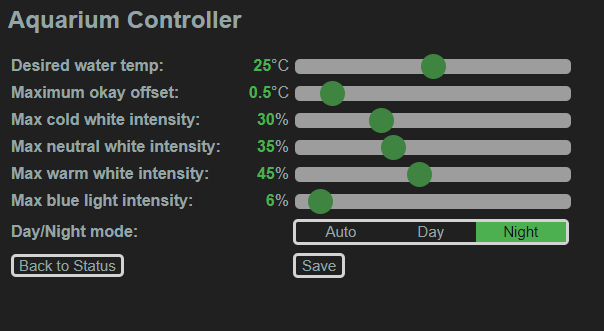 Aquarium Controller
Desired water temp: 25°C
Maximum okay offset: 0.5°C
Max cold white intensity: 30%
Max neutral white intensity: 35%
Max warm white intensity: 45%
Max blue light intensity: 6%
Day/Night mode: Auto Day Night
Back to Status Save